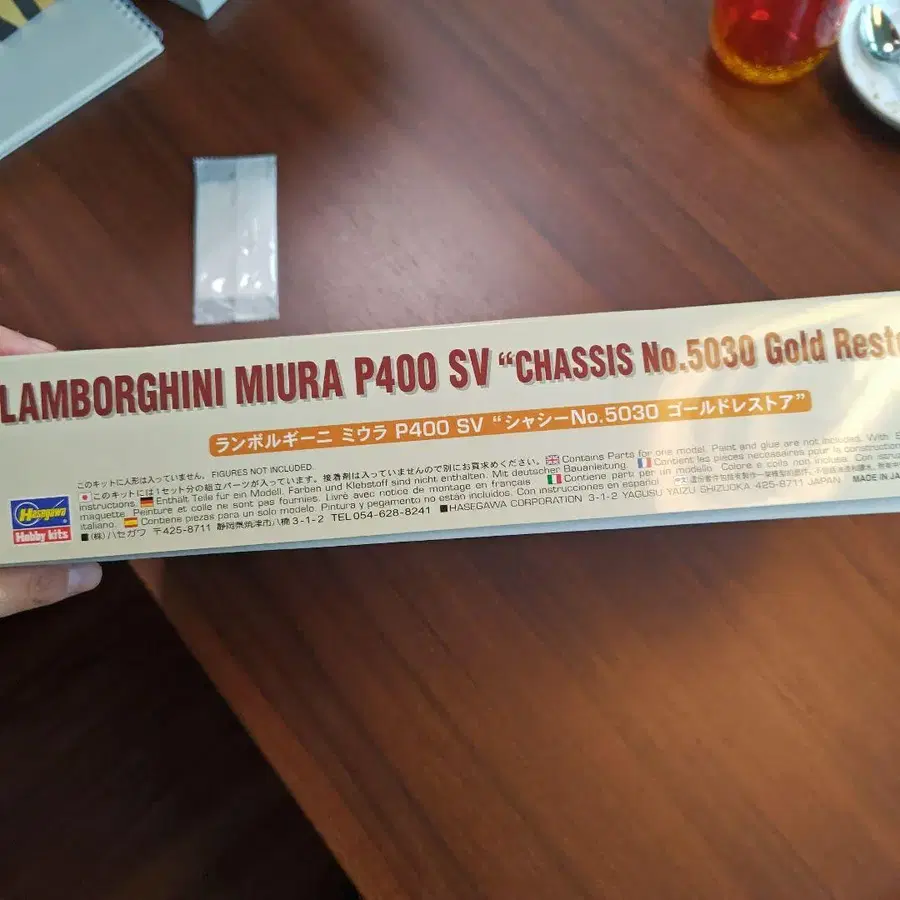 LAMBORGHINI MIURA P400 SV “CHASSIS No.5030 Gold Resto
ランボルギーニ ミウラ P400 SV “シャシーNo.5030 ゴールドレストア”
このキットに人形は入っていません。FIGURES NOT INCLUDED.
このキットには1セット分の組立パーツが入っています。接着剤は入っていませんので別にお買求めください。 Contains Parts for one model. Paint and glue are not included. With E
instructions. Enthält Teile für ein Modell. Farben und Klebstoff sind nicht enthalten. Mit deutscher Bauanleitung. Contient les pièces nécessaires pour la construction
maquette. Peinture et colle ne sont pas fournies. Livré avec notice de montage en français. Contiene parti per un modello. Colore e colla non inclusa. Con istruz
italiano. Contiene piezas para un solo modelo. Pintura y pegamento no están incluidos. Con instrucciones en español.
■(株)ハセガワ 〒425-8711 静岡県焼津市八楠3-1-2 TEL054-628-8241 ■HASEGAWA CORPORATION 3-1-2 YAGUSU YAIZU SHIZUOKA 425-8711 JAPAN MADE IN JA
Hasegawa
Hobby kits